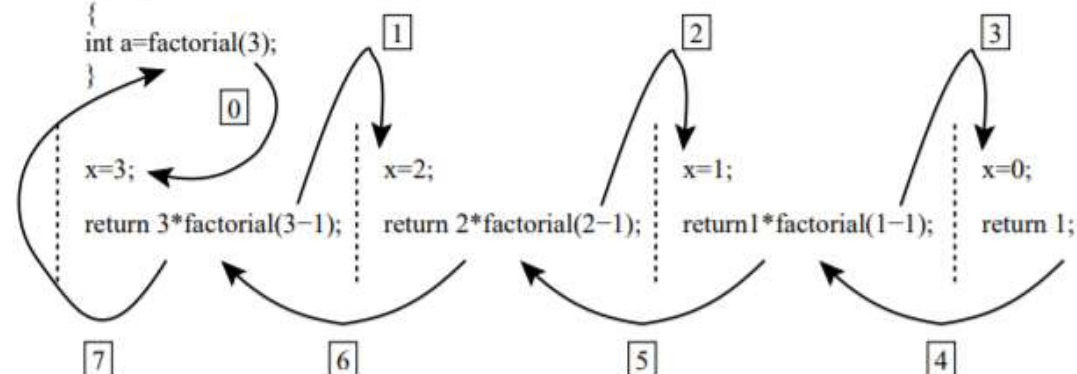 {
int a=factorial(3);
}
1
2
3
0
x=3;
x=2;
x=1;
x=0;
return 3*factorial(3−1);
return 2*factorial(2−1);
return1*factorial(1−1);
return 1;
7
6
5
4